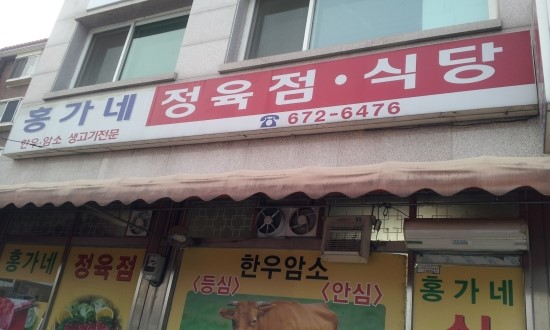 홍가네 정육점·식당
한우.암소 생고기전문 ☎ 672-6476
홍가네 정육점
한우암소
<등심> <안심>
홍가네